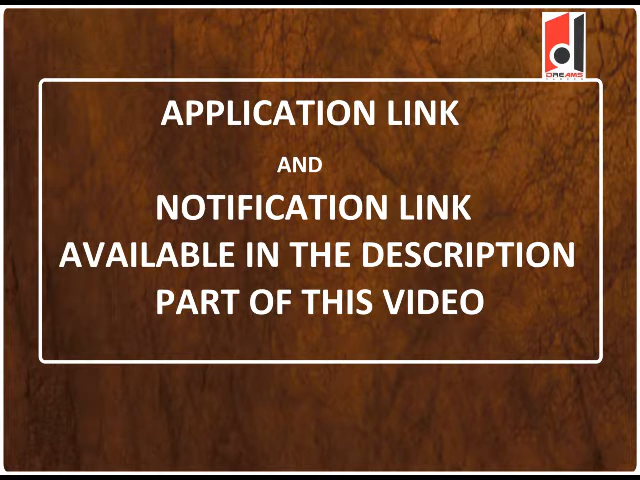 DREAMS
APPLICATION LINK
AND
NOTIFICATION LINK
AVAILABLE IN THE DESCRIPTION
PART OF THIS VIDEO